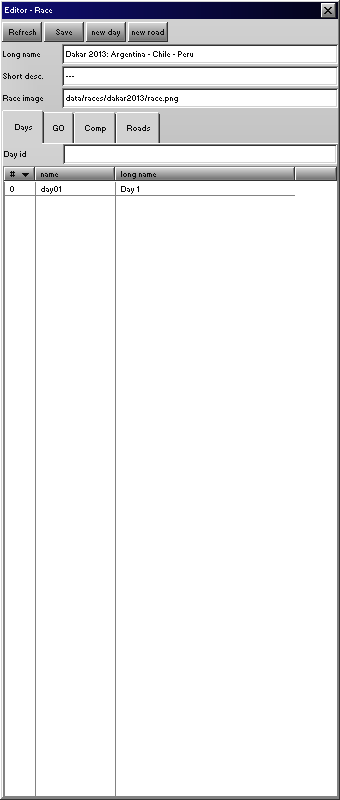 Editor - Race
Refresh Save new day new road
Long name Dakar 2013: Argentina - Chile - Peru
Short desc. ---
Race image data/races/dakar2013/race.png
Days GO Comp Roads
Day id
# name long name
0 day01 Day 1